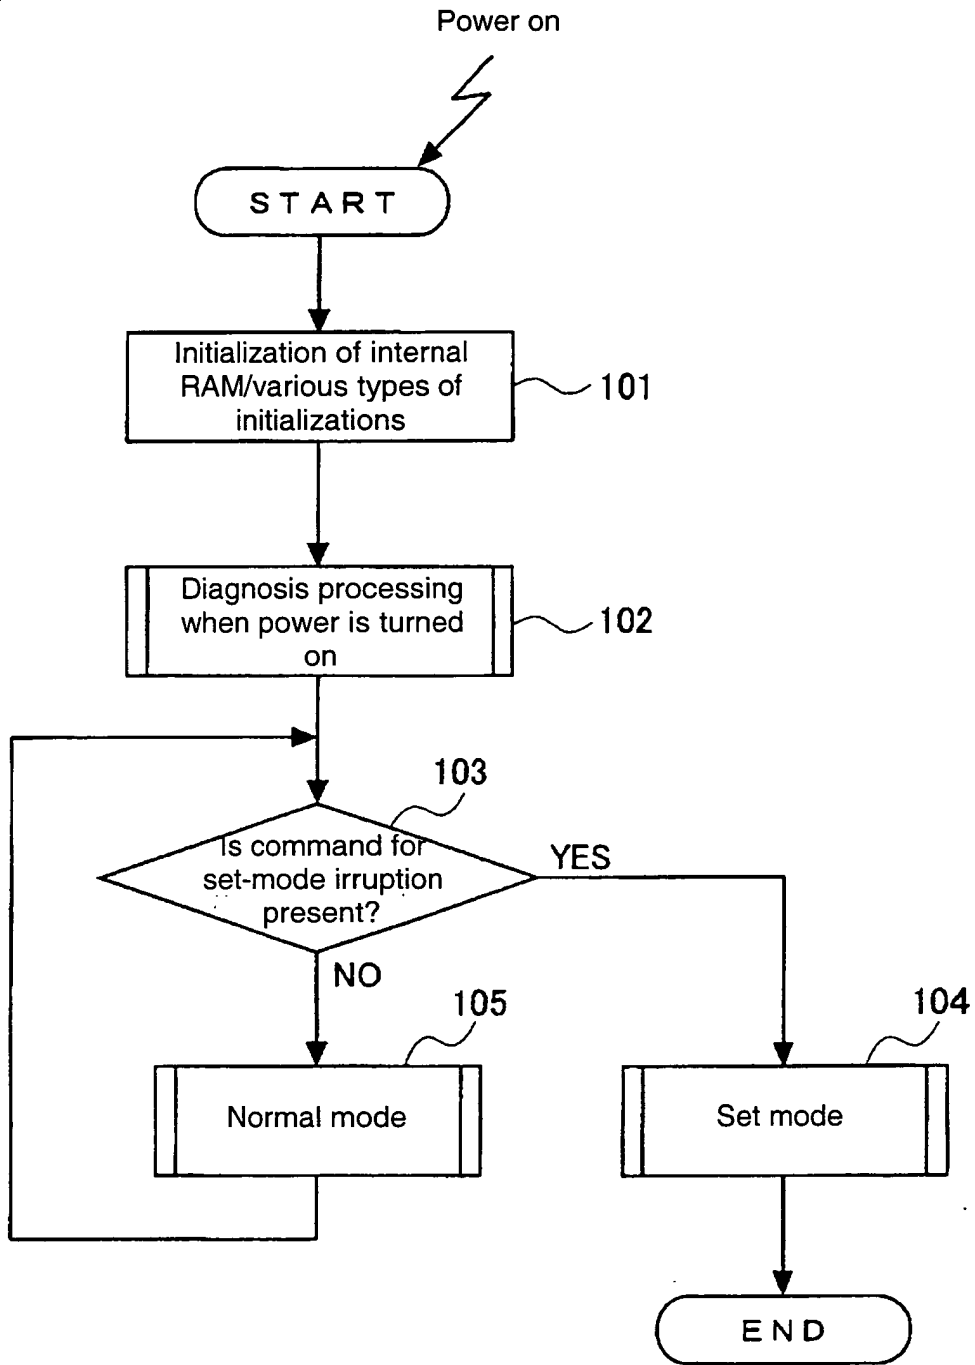 Power on
START
Initialization of internal
RAM/various types of
initializations
101
Diagnosis processing
when power is turned
on
102
103
Is command for
set-mode irruption
present?
YES
NO
105
104
Normal mode
Set mode
END